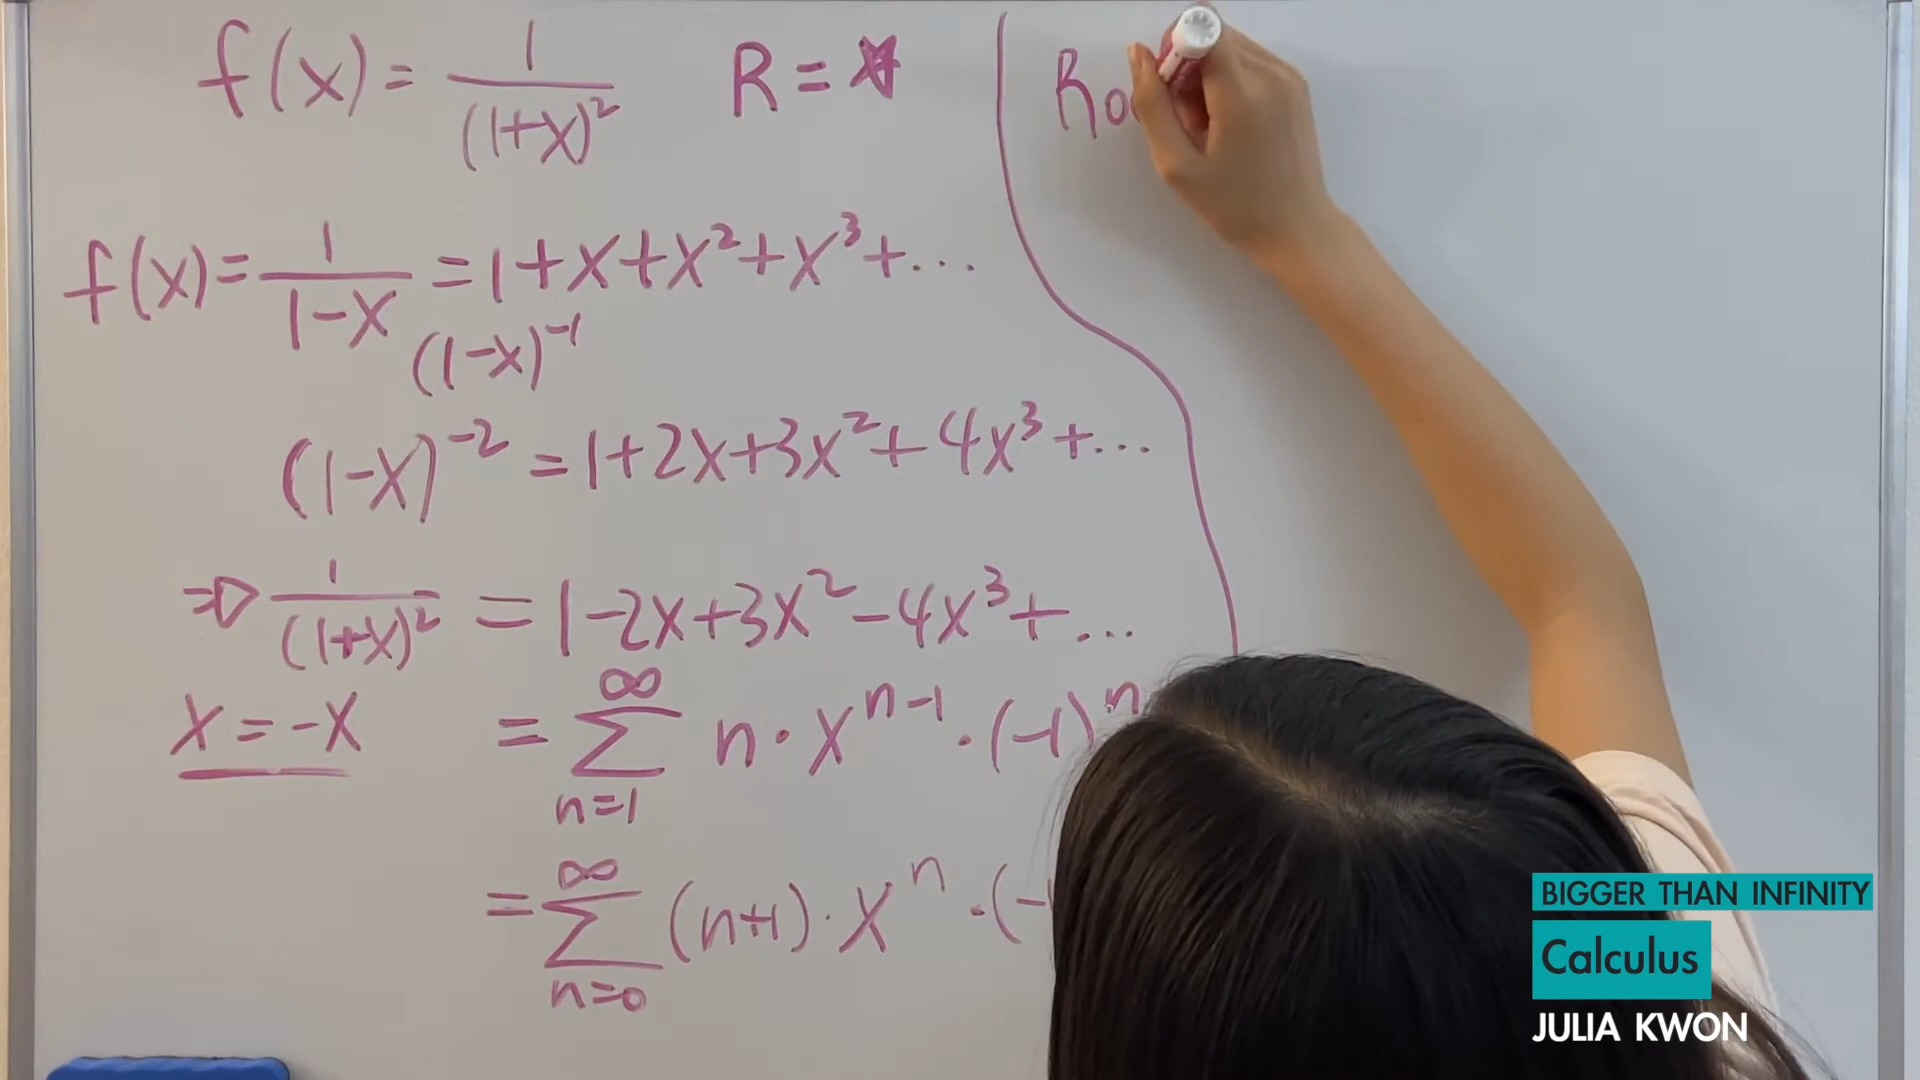 f(x) = 1/(1+x)² R =
f(x) = 1/(1-x) = 1+x+x²+x³+...
(1-x)⁻¹
(1-x)⁻² = 1+2x+3x²+4x³+...
⇒ 1/(1+x)² = 1-2x+3x²-4x³+...
x = -x
= ∞ Σ n=1 n·xⁿ⁻¹·(-1)ⁿ
= ∞ Σ n=0 (n+1)·xⁿ·(-
BIGGER THAN INFINITY
Calculus
JULIA KWON